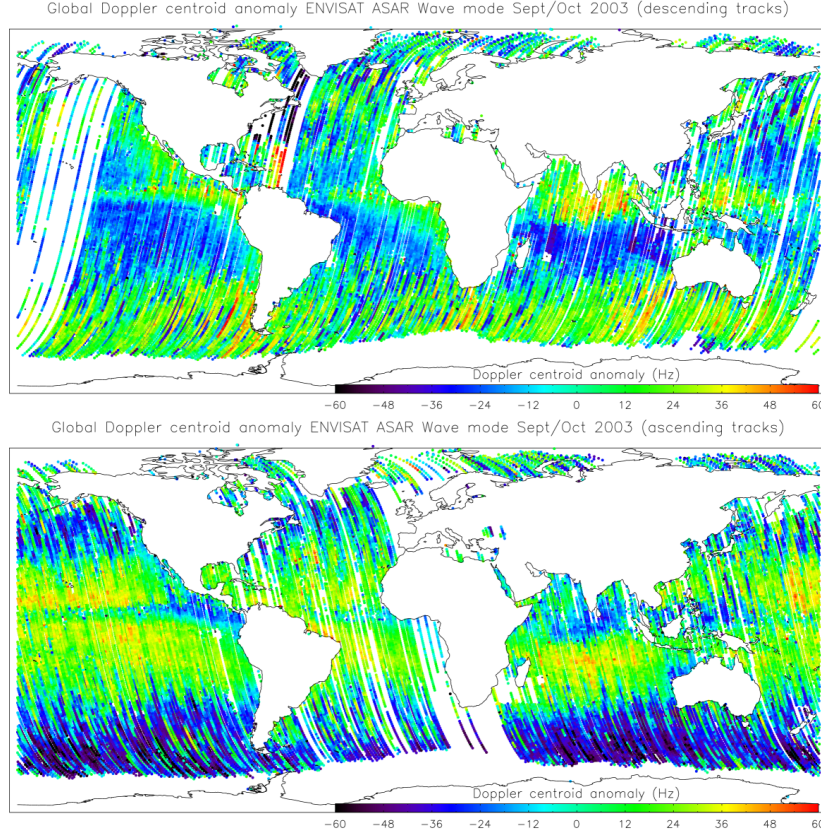 Global Doppler centroid anomaly ENVISAT ASAR Wave mode Sept/Oct 2003 (descending tracks)
Doppler centroid anomaly (Hz)
−60 −48 −36 −24 −12 0 12 24 36 48 60
Global Doppler centroid anomaly ENVISAT ASAR Wave mode Sept/Oct 2003 (ascending tracks)
Doppler centroid anomaly (Hz)
−60 −48 −36 −24 −12 0 12 24 36 48 60